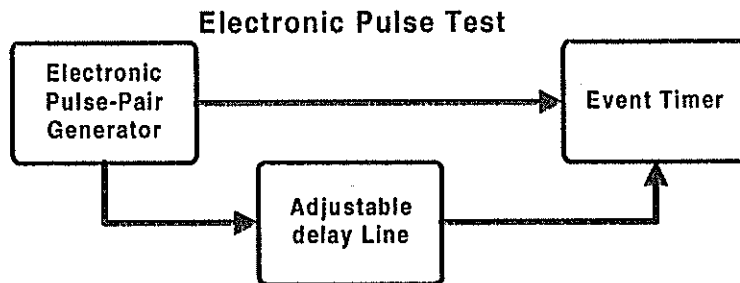 Electronic Pulse Test
Electronic
Pulse-Pair
Generator
Event Timer
Adjustable
delay Line